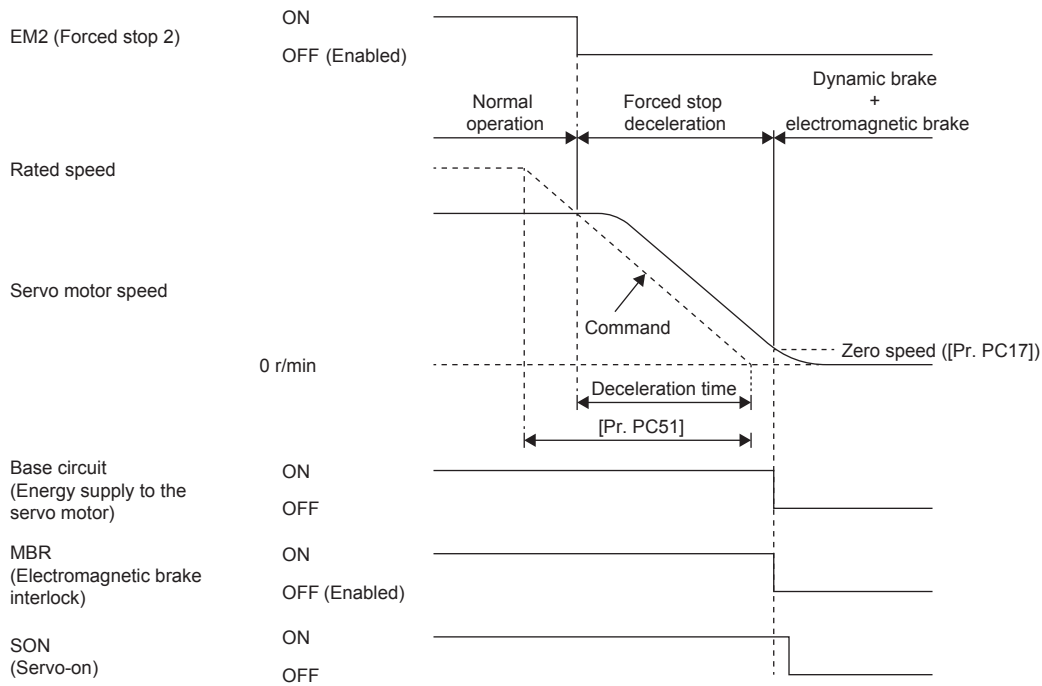 ON
EM2 (Forced stop 2)
OFF (Enabled)
Dynamic brake
+
electromagnetic brake
Normal
operation
Forced stop
deceleration
Rated speed
Servo motor speed
Command
Zero speed ([Pr. PC17])
0 r/min
Deceleration time
[Pr. PC51]
Base circuit
(Energy supply to the
servo motor)
ON
OFF
MBR
(Electromagnetic brake
interlock)
ON
OFF (Enabled)
SON
(Servo-on)
ON
OFF